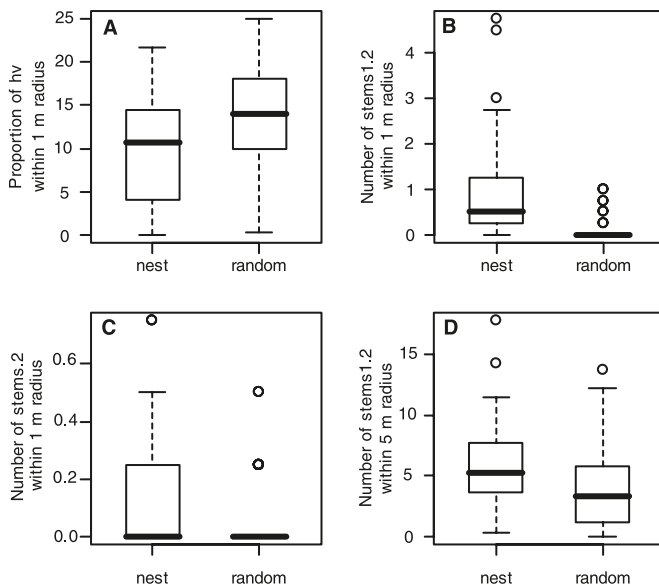 A
Proportion of hv
within 1 m radius
25
20
15
10
5
0
nest
random
B
Number of stems1.2
within 1 m radius
4
3
2
1
0
nest
random
C
Number of stems.2
within 1 m radius
0.6
0.4
0.2
0.0
nest
random
D
Number of stems1.2
within 5 m radius
15
10
5
0
nest
random